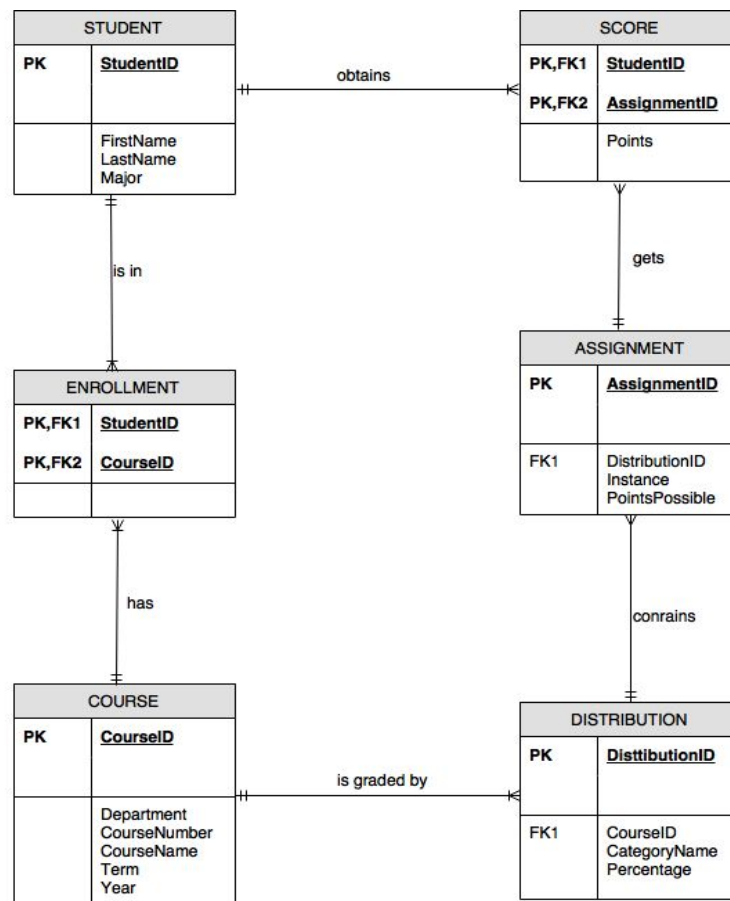 STUDENT
PK StudentID
FirstName
LastName
Major
obtains
SCORE
PK,FK1 StudentID
PK,FK2 AssignmentID
Points
is in
gets
ENROLLMENT
PK,FK1 StudentID
PK,FK2 CourseID
ASSIGNMENT
PK AssignmentID
FK1 DistributionID
Instance
PointsPossible
has
conrains
COURSE
PK CourseID
Department
CourseNumber
CourseName
Term
Year
is graded by
DISTRIBUTION
PK DisttibutionID
FK1 CourseID
CategoryName
Percentage